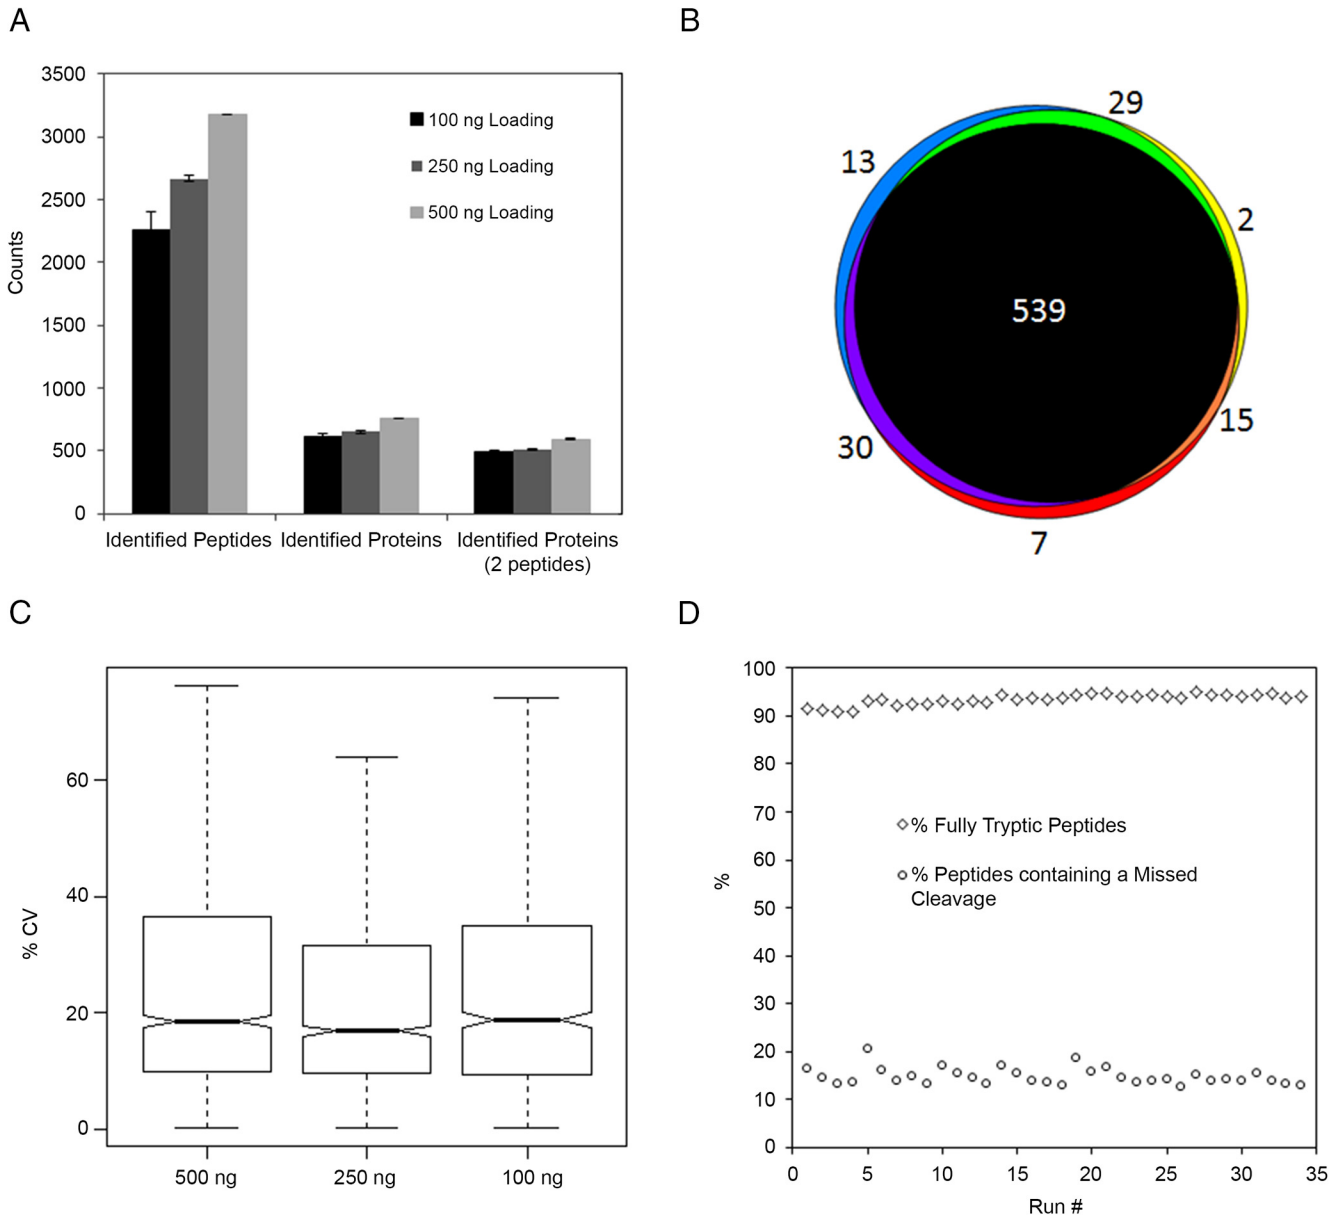 A
3500
3000
2500
2000
1500
1000
500
0
Counts
100 ng Loading
250 ng Loading
500 ng Loading
Identified Peptides
Identified Proteins
Identified Proteins
(2 peptides)
B
29
13
2
539
15
30
7
C
60
40
20
0
% CV
500 ng
250 ng
100 ng
D
100
90
80
70
60
50
40
30
20
10
0
%
% Fully Tryptic Peptides
% Peptides containing a Missed
Cleavage
0
5
10
15
20
25
30
35
Run #